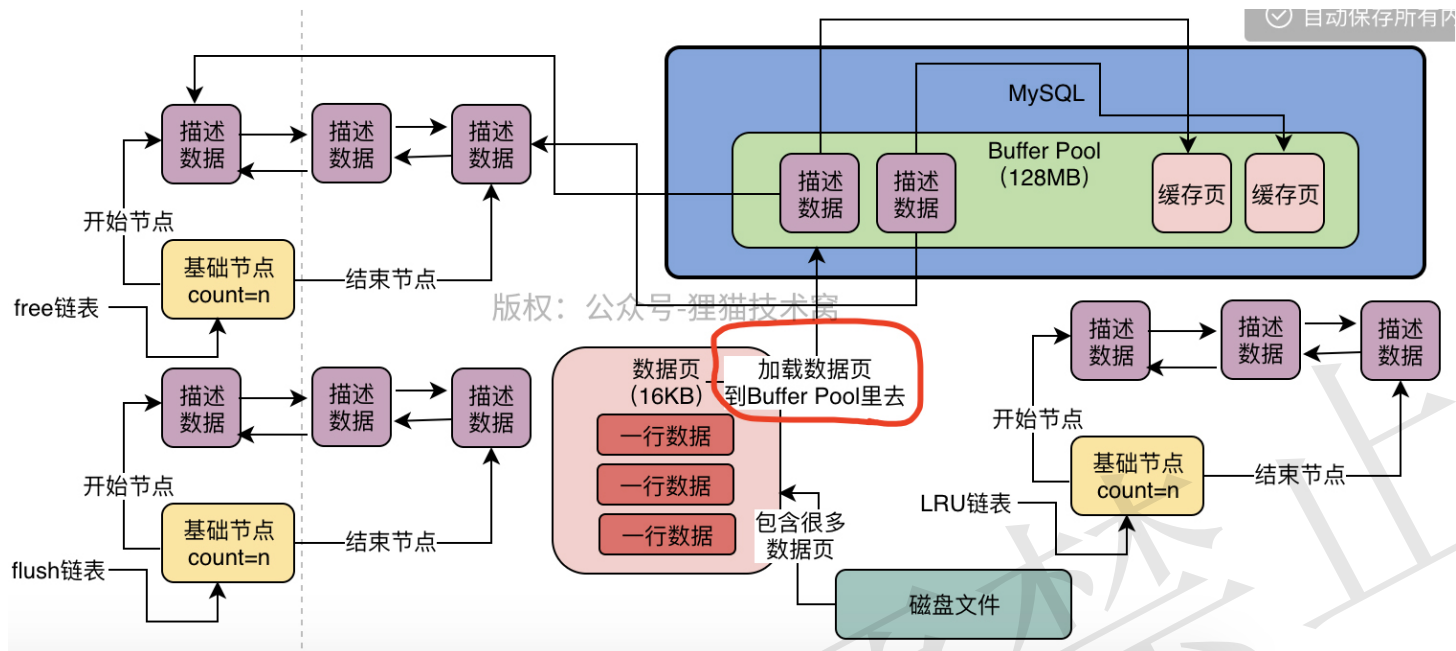 自动保存所有
MySQL
Buffer Pool
（128MB）
描述
数据
描述
数据
缓存页
缓存页
描述
数据
描述
数据
描述
数据
开始节点
基础节点
count=n
结束节点
free链表
版权：公众号-狸猫技术窝
描述
数据
描述
数据
描述
数据
开始节点
基础节点
count=n
结束节点
flush链表
数据页
（16KB）
加载数据页
到Buffer Pool里去
一行数据
一行数据
一行数据
包含很多
数据页
磁盘文件
描述
数据
描述
数据
描述
数据
开始节点
基础节点
count=n
结束节点
LRU链表
禁止